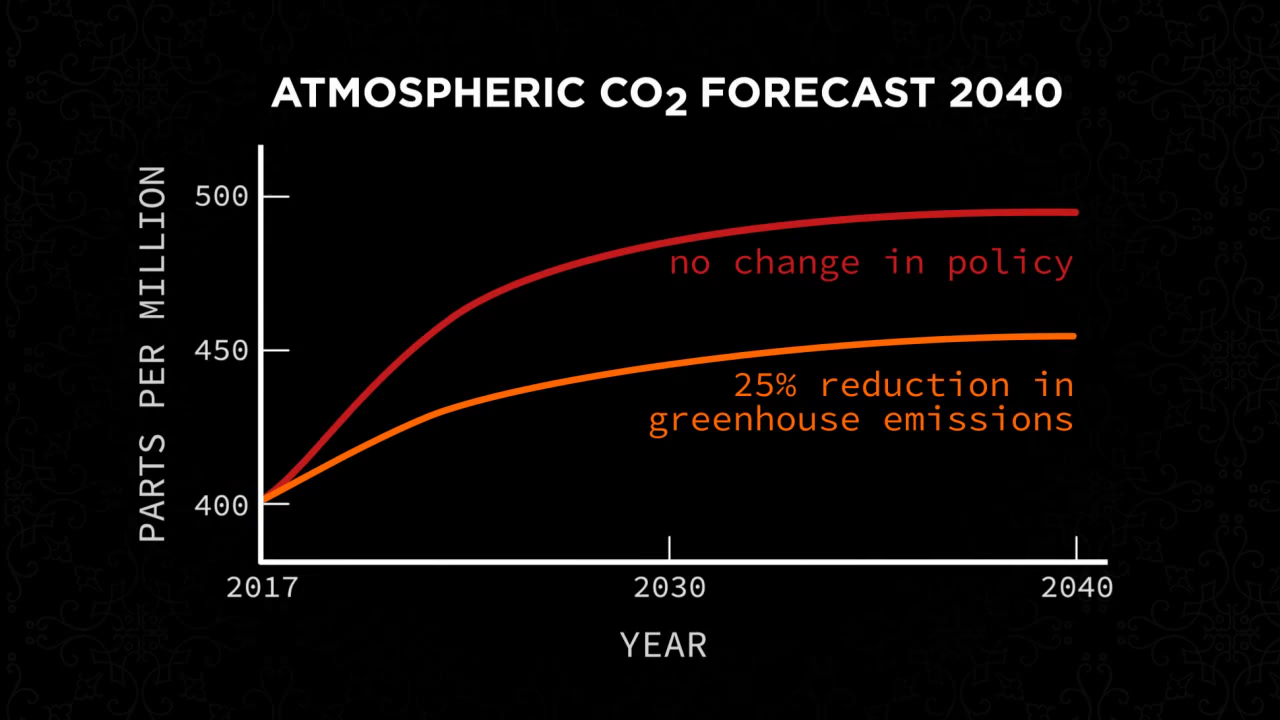 ATMOSPHERIC CO₂ FORECAST 2040
PARTS PER MILLION
500
450
400
no change in policy
25% reduction in
greenhouse emissions
2017
2030
2040
YEAR